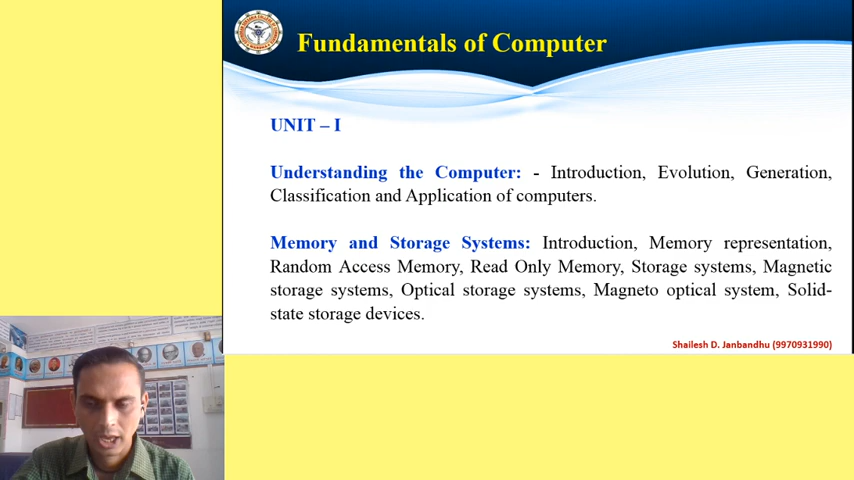 Fundamentals of Computer
UNIT – I
Understanding the Computer: - Introduction, Evolution, Generation,
Classification and Application of computers.
Memory and Storage Systems: Introduction, Memory representation,
Random Access Memory, Read Only Memory, Storage systems, Magnetic
storage systems, Optical storage systems, Magneto optical system, Solid-
state storage devices.
Shailesh D. Janbandhu (9970931990)